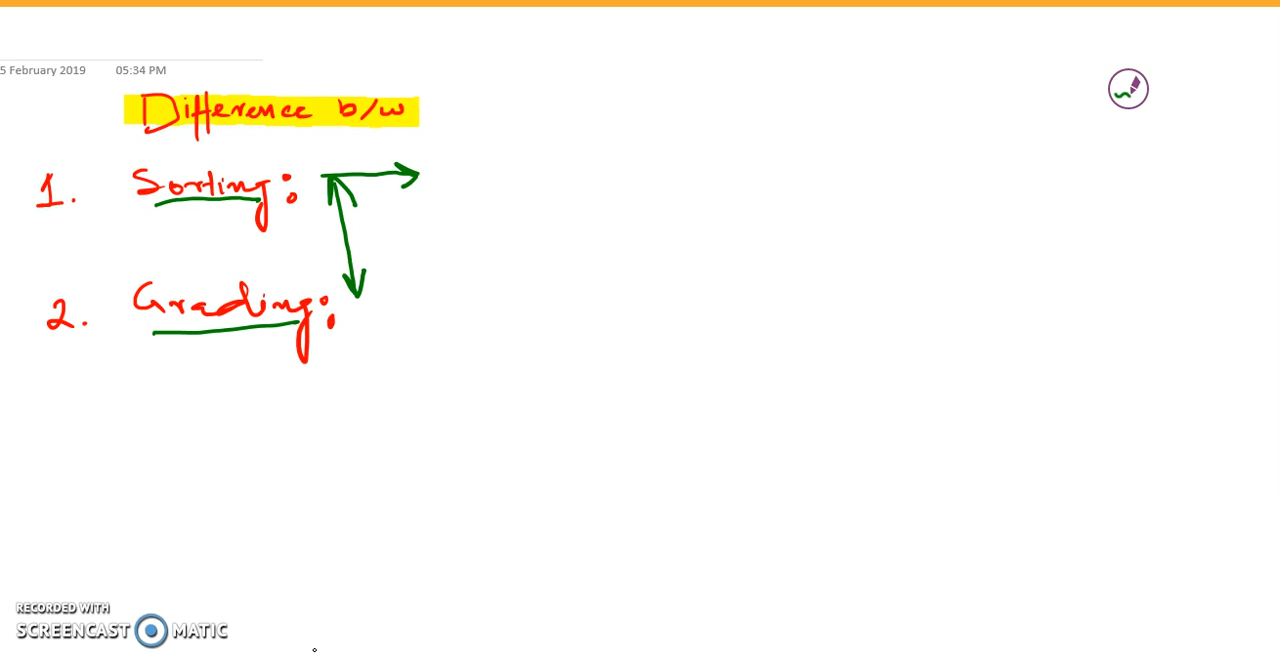 5 February 2019 05:34 PM
Difference b/w
1. Sorting:
2. Grading:
RECORDED WITH
SCREENCAST MATIC